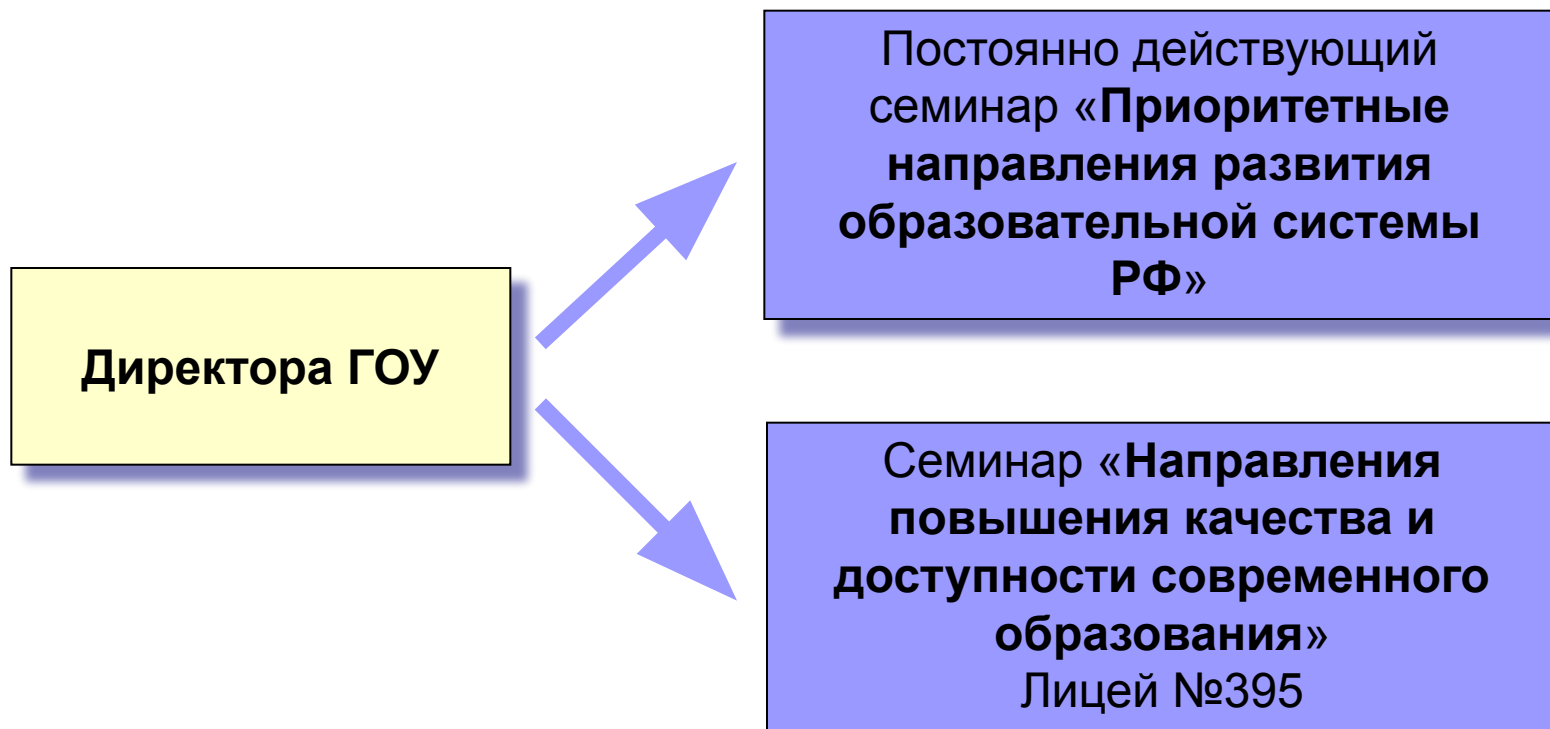 Директора ГОУ
Постоянно действующий
семинар «Приоритетные
направления развития
образовательной системы
РФ»
Семинар «Направления
повышения качества и
доступности современного
образования»
Лицей №395